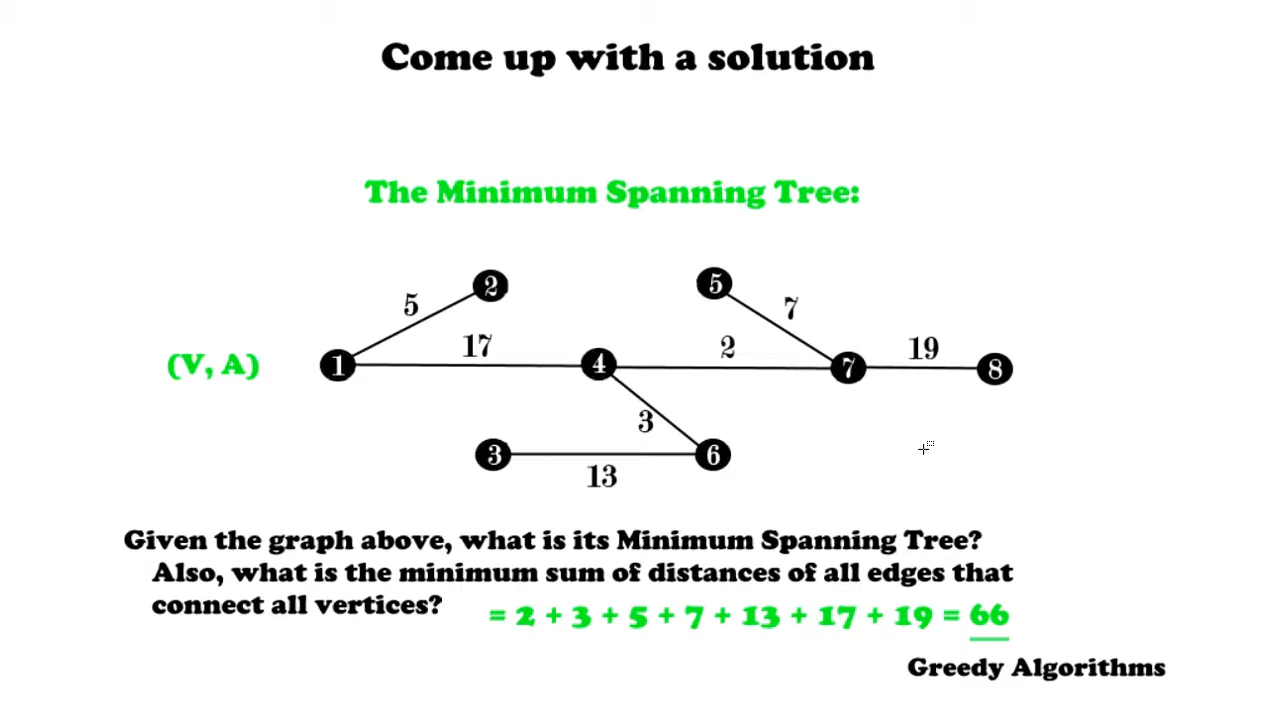 Come up with a solution
The Minimum Spanning Tree:
2
5
5
7
17
2
19
(V, A)
1
4
7
8
3
3
6
13
Given the graph above, what is its Minimum Spanning Tree?
Also, what is the minimum sum of distances of all edges that
connect all vertices?
= 2 + 3 + 5 + 7 + 13 + 17 + 19 = 66
Greedy Algorithms